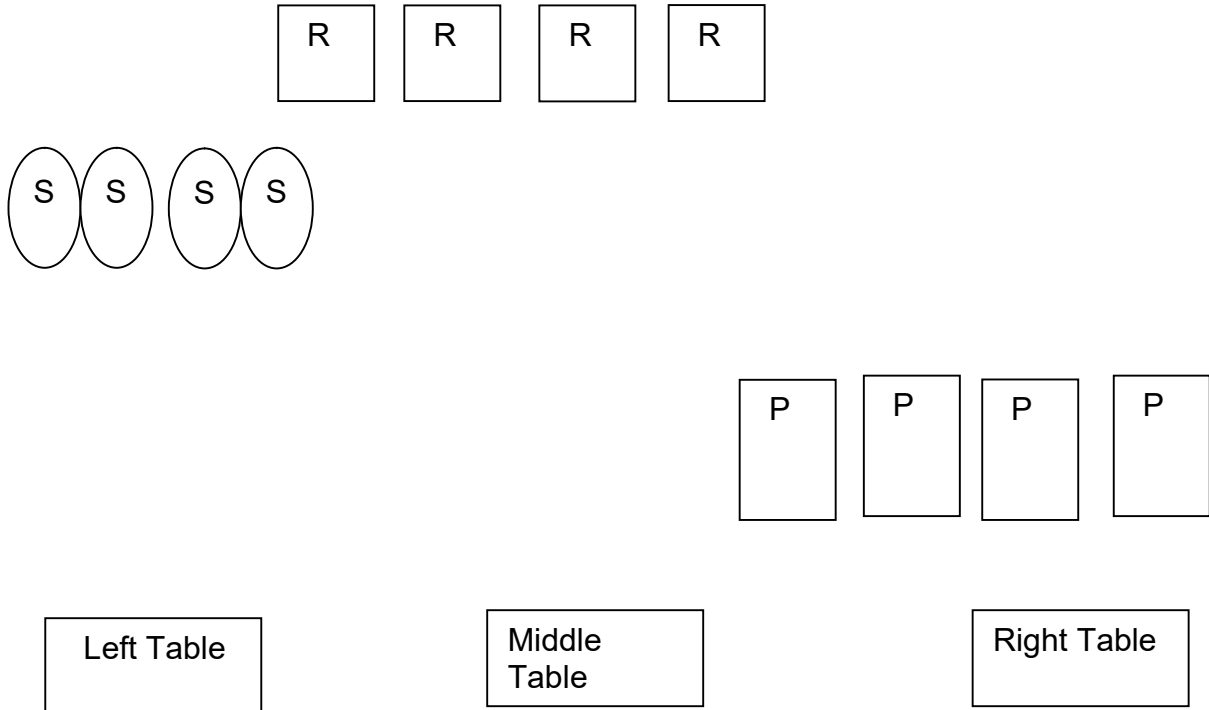 R R R R
S S S S
P P P P
Left Table
Middle
Table
Right Table